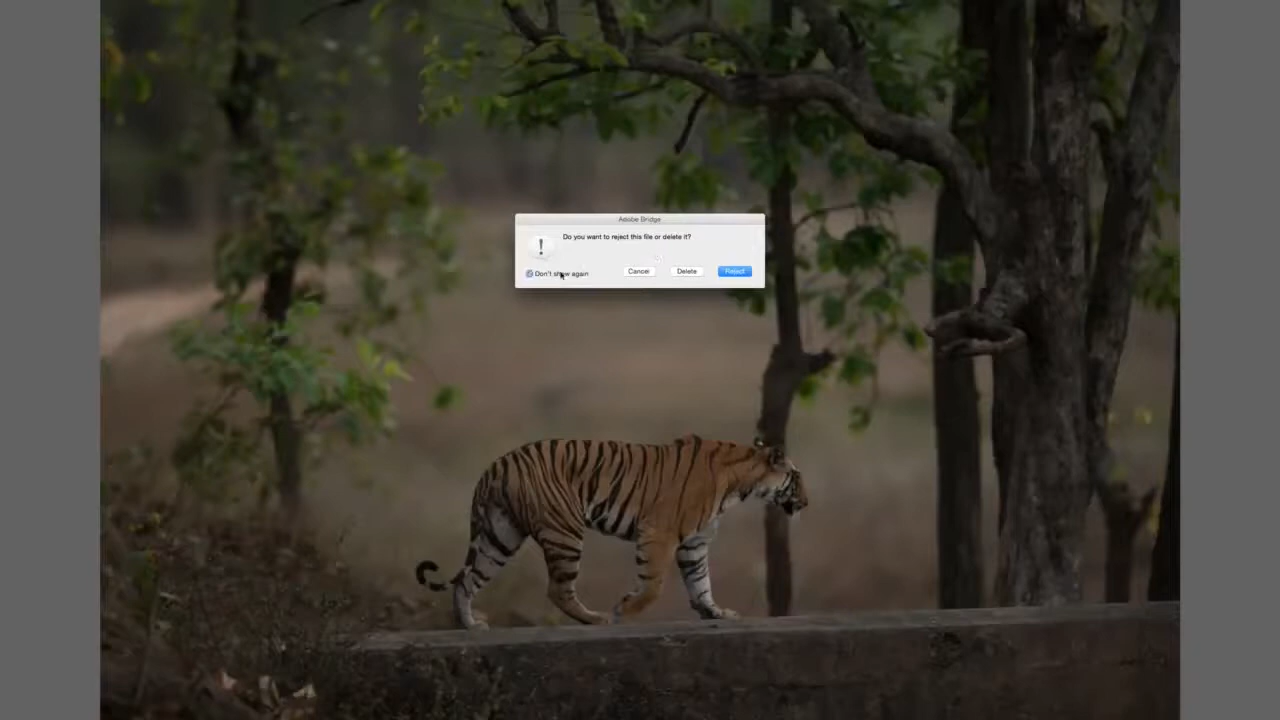 Adobe Bridge
Do you want to reject this file or delete it?
Don't show again
Cancel
Delete
Reject